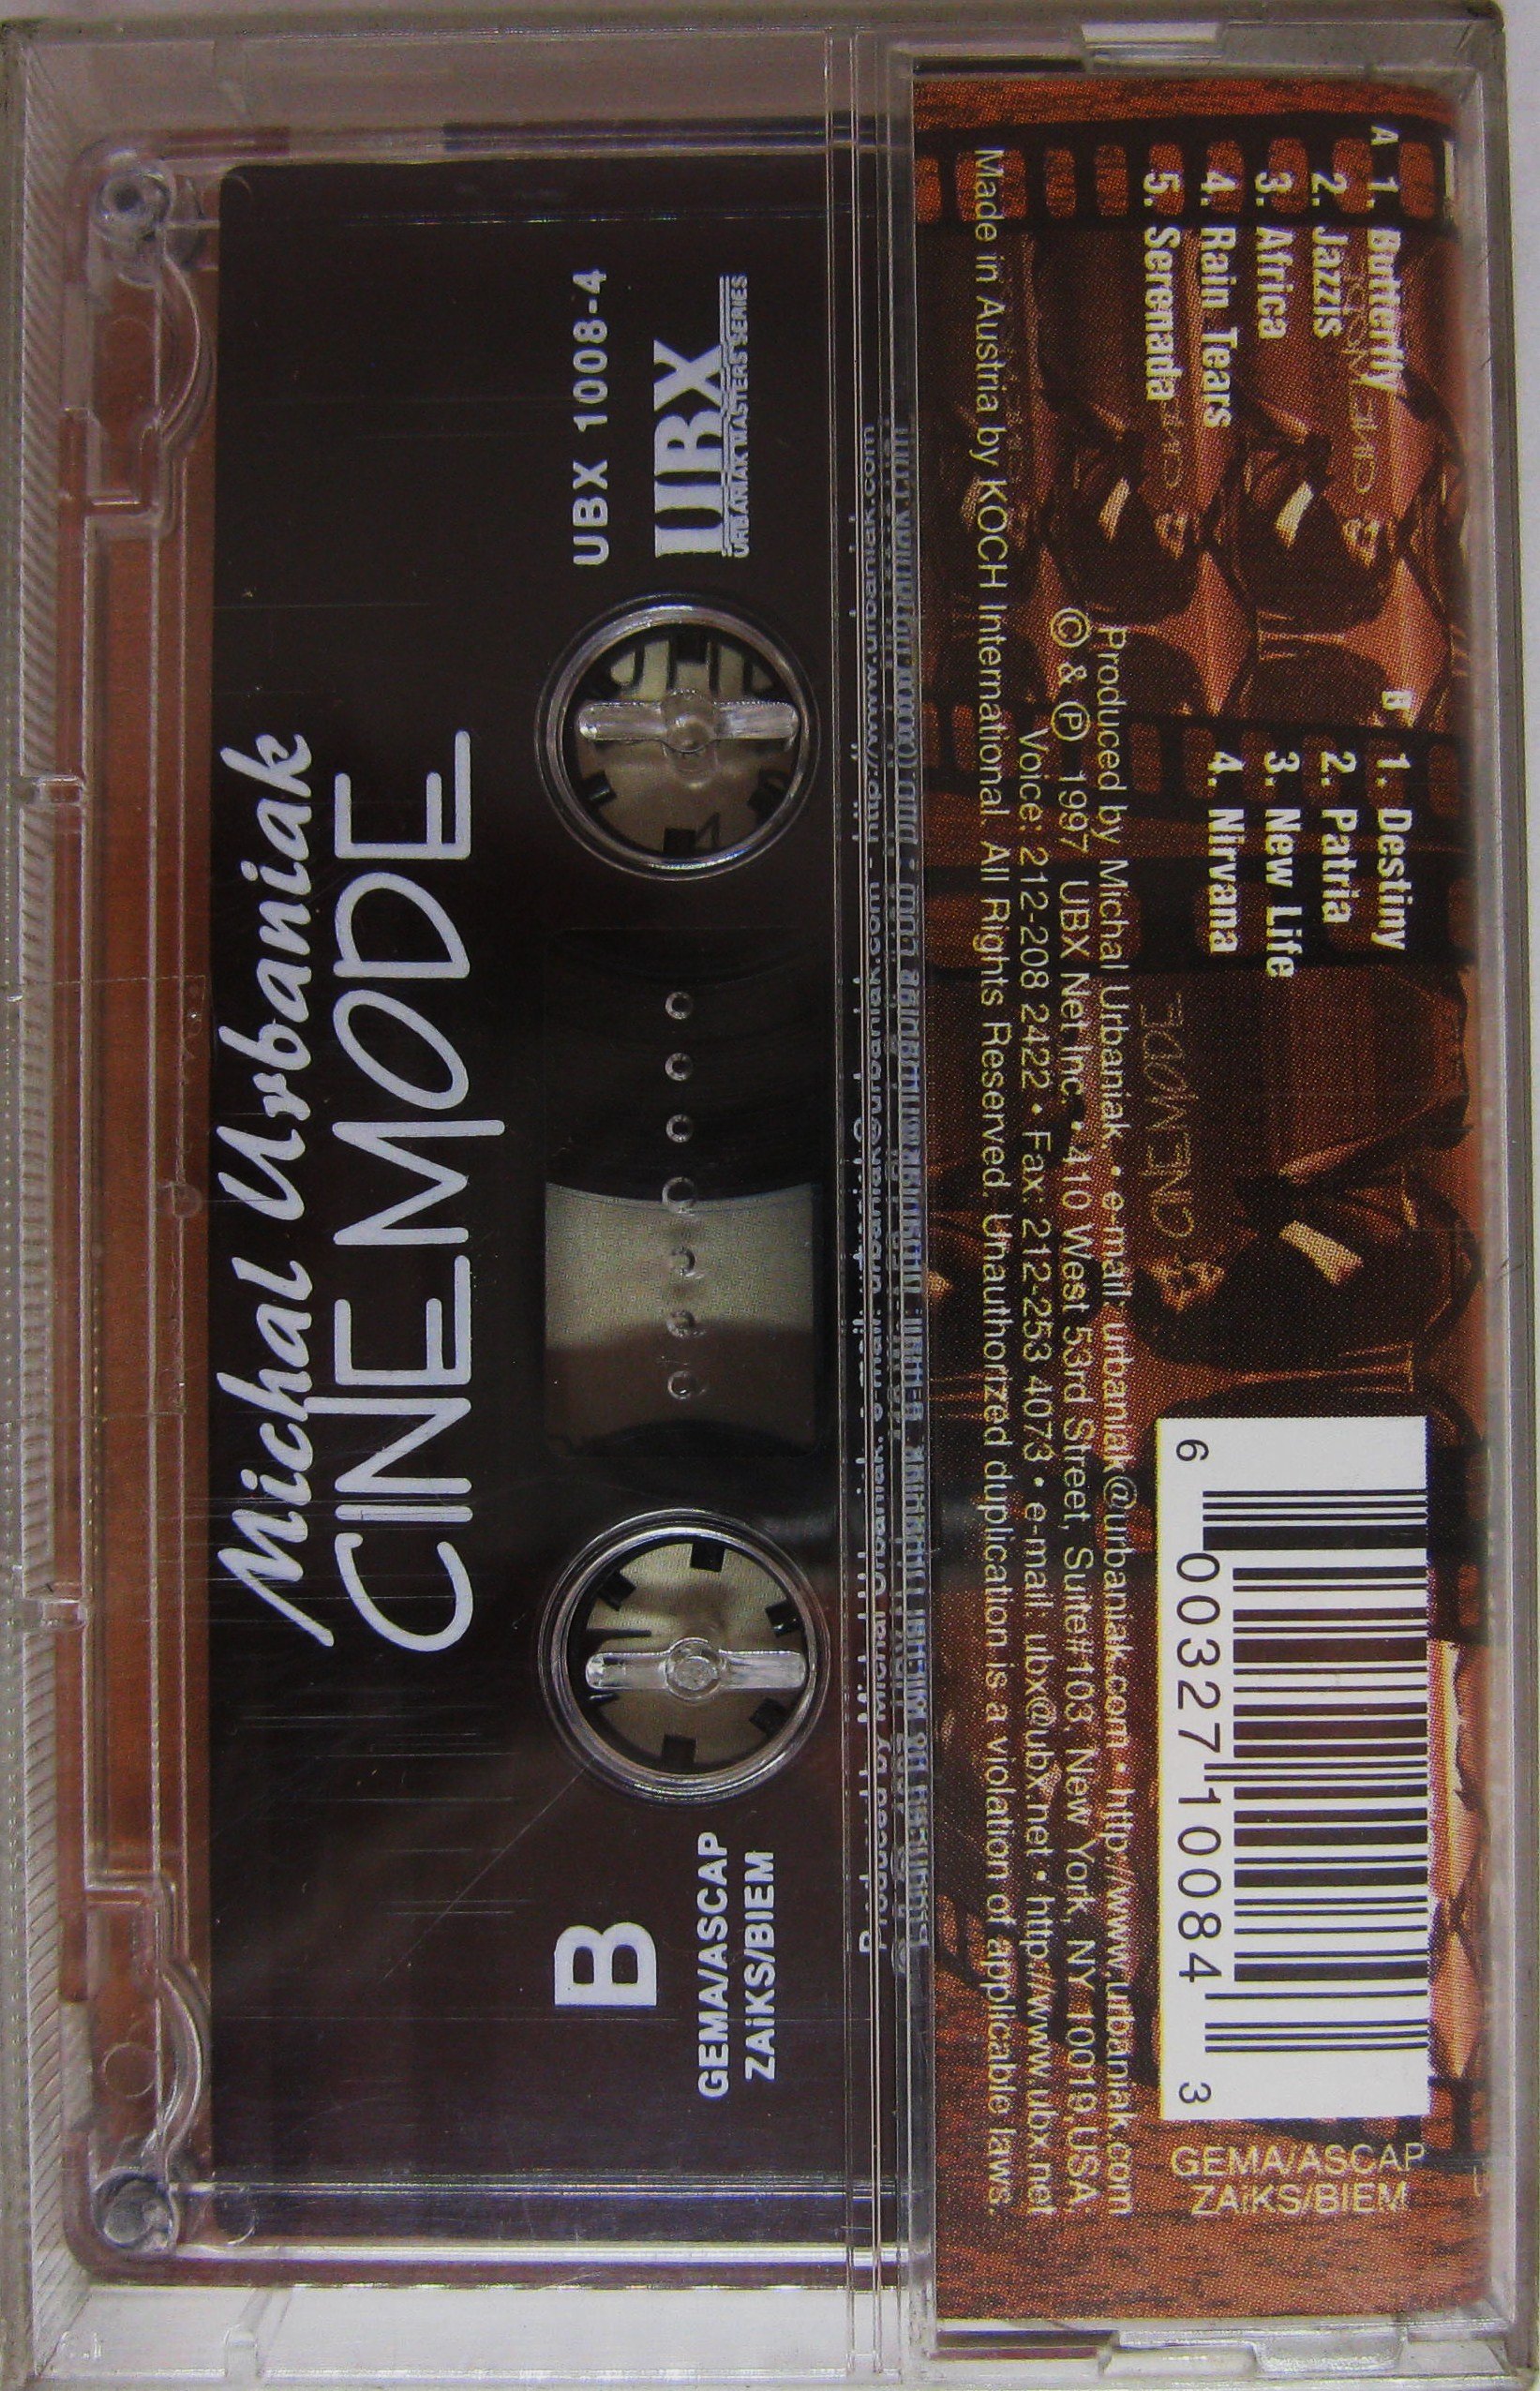 A 1. Butterfly
2. Jazzis
3. Africa
4. Rain Tears
5. Serenada
B 1. Destiny
2. Patria
3. New Life
4. Nirvana
Produced by Michal Urbaniak. • e-mail: urbaniak@urbaniak.com • http://www.urbaniak.com
© & ℗ 1997 UBX Net Inc. • 410 West 53rd Street, Suite#103, New York, NY 10019,USA
Voice: 212-208 2422 • Fax: 212-253 4073 • e-mail: ubx@ubx.net • http://www.ubx.net
Made in Austria by KOCH International. All Rights Reserved. Unauthorized duplication is a violation of applicable laws.
6 00327 10084 3
GEMA/ASCAP
ZAiKS/BIEM
CINEMODE
Michal Urbaniak
CINEMODE
UBX 1008-4
UBX
URBANIAK MASTERS SERIES
B
GEMA/ASCAP
ZAiKS/BIEM